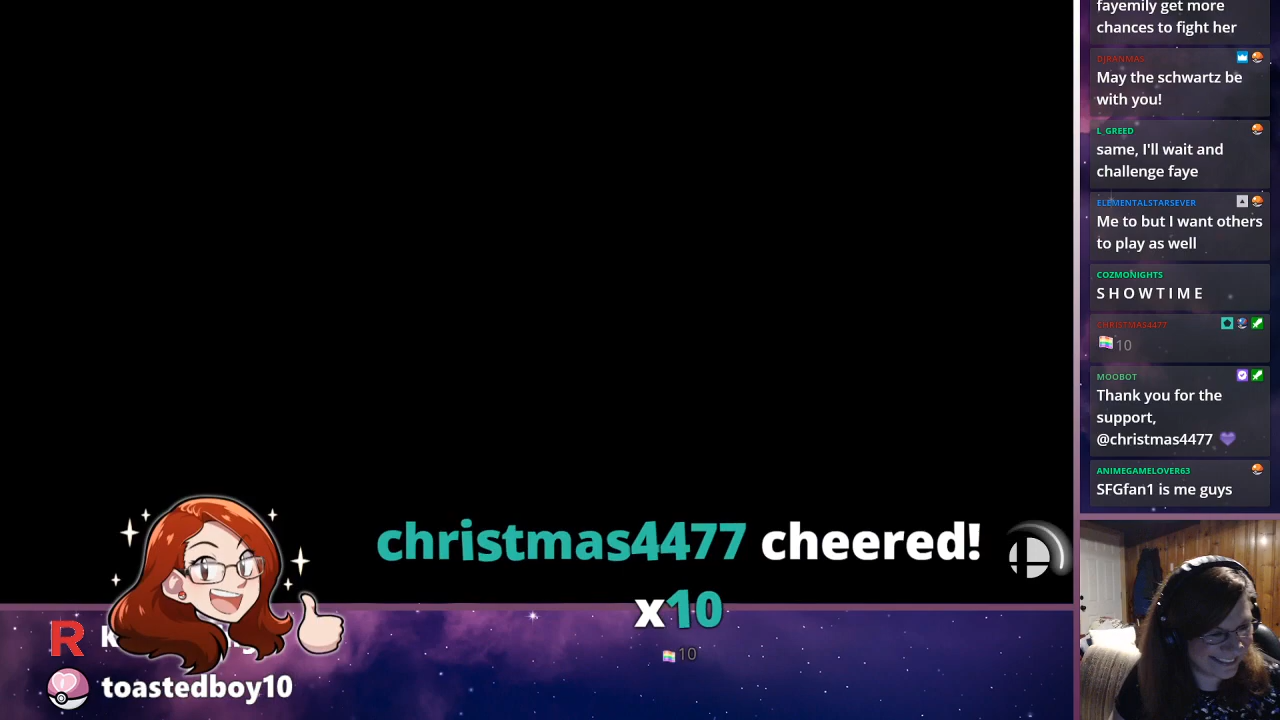 fayemily get more
chances to fight her
DJRANMAS
May the schwartz be
with you!
L_GREED
same, I'll wait and
challenge faye
ELEMENTALSTARSEVER
Me to but I want others
to play as well
COZMONIGHTS
S H O W T I M E
CHRISTMAS4477
10
MOOBOT
Thank you for the
support,
@christmas4477
ANIMEGAMELOVER63
SFGfan1 is me guys
christmas4477 cheered!
x10
10
R
toastedboy10